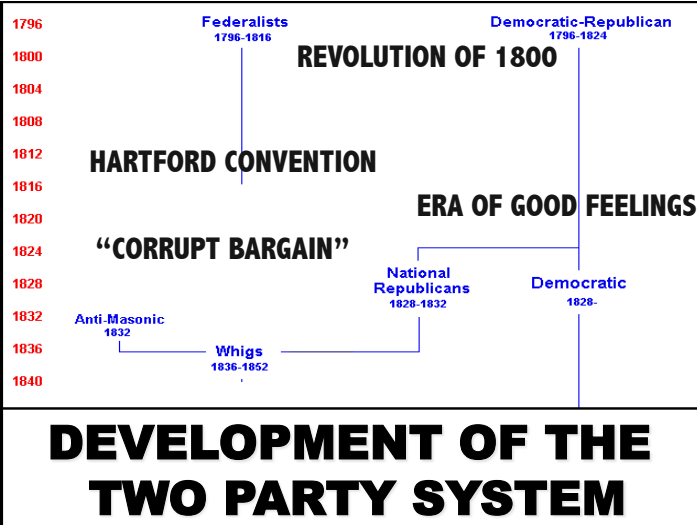 1796
Federalists
1796-1816
Democratic-Republican
1796-1824
1800
REVOLUTION OF 1800
1804
1808
1812
HARTFORD CONVENTION
1816
ERA OF GOOD FEELINGS
1820
1824
“CORRUPT BARGAIN”
National
Republicans
1828-1832
Democratic
1828-
1828
1832
Anti-Masonic
1832
1836
Whigs
1836-1852
1840
DEVELOPMENT OF THE
TWO PARTY SYSTEM